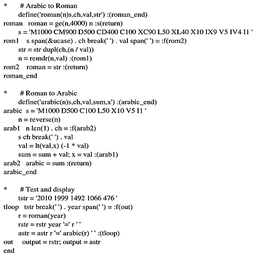 * # Arabic to Roman
define('roman(n)s,ch,val,str') :(roman_end)
roman roman = ge(n,4000) n :s(return)
s = 'M1000 CM900 D500 CD400 C100 XC90 L50 XL40 X10 IX9 V5 IV4 I1 '
rom1 s span(&ucase) . ch break(' ') . val span(' ') = :f(rom2)
str = str dupl(ch,(n / val))
n = remdr(n,val) :(rom1)
rom2 roman = str :(return)
roman_end
* # Roman to Arabic
define('arabic(n)s,ch,val,sum,x') :(arabic_end)
arabic s = 'M1000 D500 C100 L50 X10 V5 I1 '
n = reverse(n)
arab1 n len(1) . ch = :f(arab2)
s ch break(' ') . val
val = lt(val,x) (-1 * val)
sum = sum + val; x = val :(arab1)
arab2 arabic = sum :(return)
arabic_end
* # Test and display
tstr = '2010 1999 1492 1066 476 '
tloop tstr break(' ') . year span(' ') = :f(out)
r = roman(year)
rstr = rstr year '=' r ' '
astr = astr r '=' arabic(r) ' ' :(tloop)
out output = rstr; output = astr
end